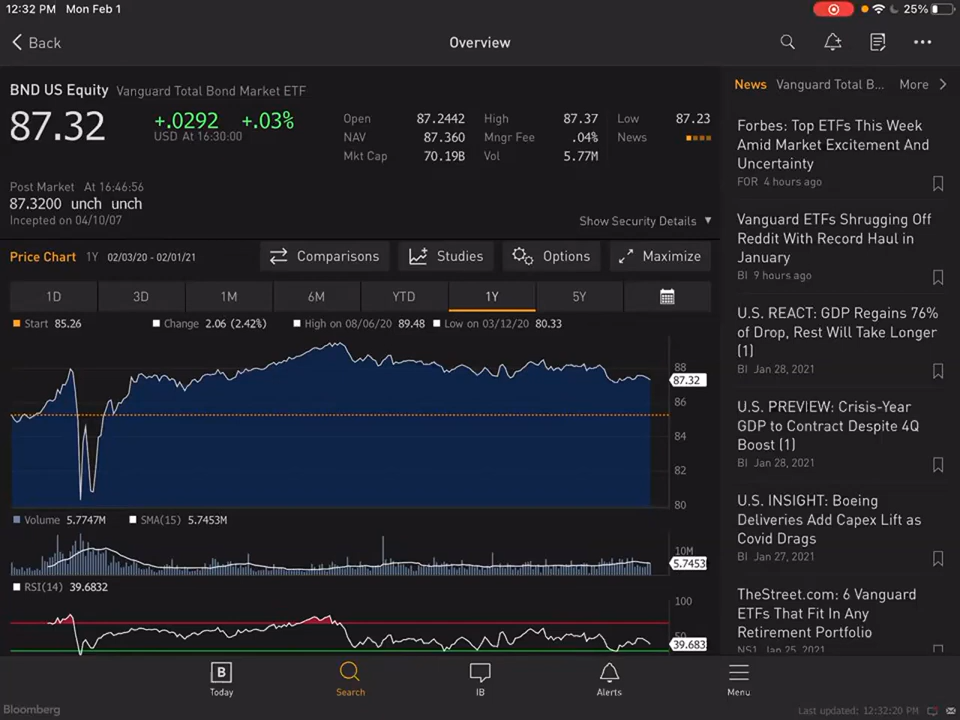 12:32 PM Mon Feb 1
25%
Back
Overview
BND US Equity Vanguard Total Bond Market ETF
87.32
+.0292 +.03%
USD At 16:30:00
Open 87.2442 High 87.37 Low 87.23
NAV 87.360 Mngr Fee .04% News
Mkt Cap 70.19B Vol 5.77M
Post Market At 16:46:56
87.3200 unch unch
Incepted on 04/10/07
Show Security Details
Price Chart 1Y 02/03/20 - 02/01/21
Comparisons
Studies
Options
Maximize
1D 3D 1M 6M YTD 1Y 5Y
Start 85.26 Change 2.06 (2.42%) High on 08/06/20 89.48 Low on 03/12/20 80.33
88
87.32
86
84
82
80
Volume 5.7747M SMA(15) 5.7453M
10M
5.7453
RSI(14) 39.6832
100
50
39.683
News Vanguard Total B... More
Forbes: Top ETFs This Week
Amid Market Excitement And
Uncertainty
FOR 4 hours ago
Vanguard ETFs Shrugging Off
Reddit With Record Haul in
January
BI 9 hours ago
U.S. REACT: GDP Regains 76%
of Drop, Rest Will Take Longer
(1)
BI Jan 28, 2021
U.S. PREVIEW: Crisis-Year
GDP to Contract Despite 4Q
Boost (1)
BI Jan 28, 2021
U.S. INSIGHT: Boeing
Deliveries Add Capex Lift as
Covid Drags
BI Jan 27, 2021
TheStreet.com: 6 Vanguard
ETFs That Fit In Any
Retirement Portfolio
NS1 Jan 25, 2021
B
Today
Search
IB
Alerts
Menu
Bloomberg
Last updated: 12:32:20 PM